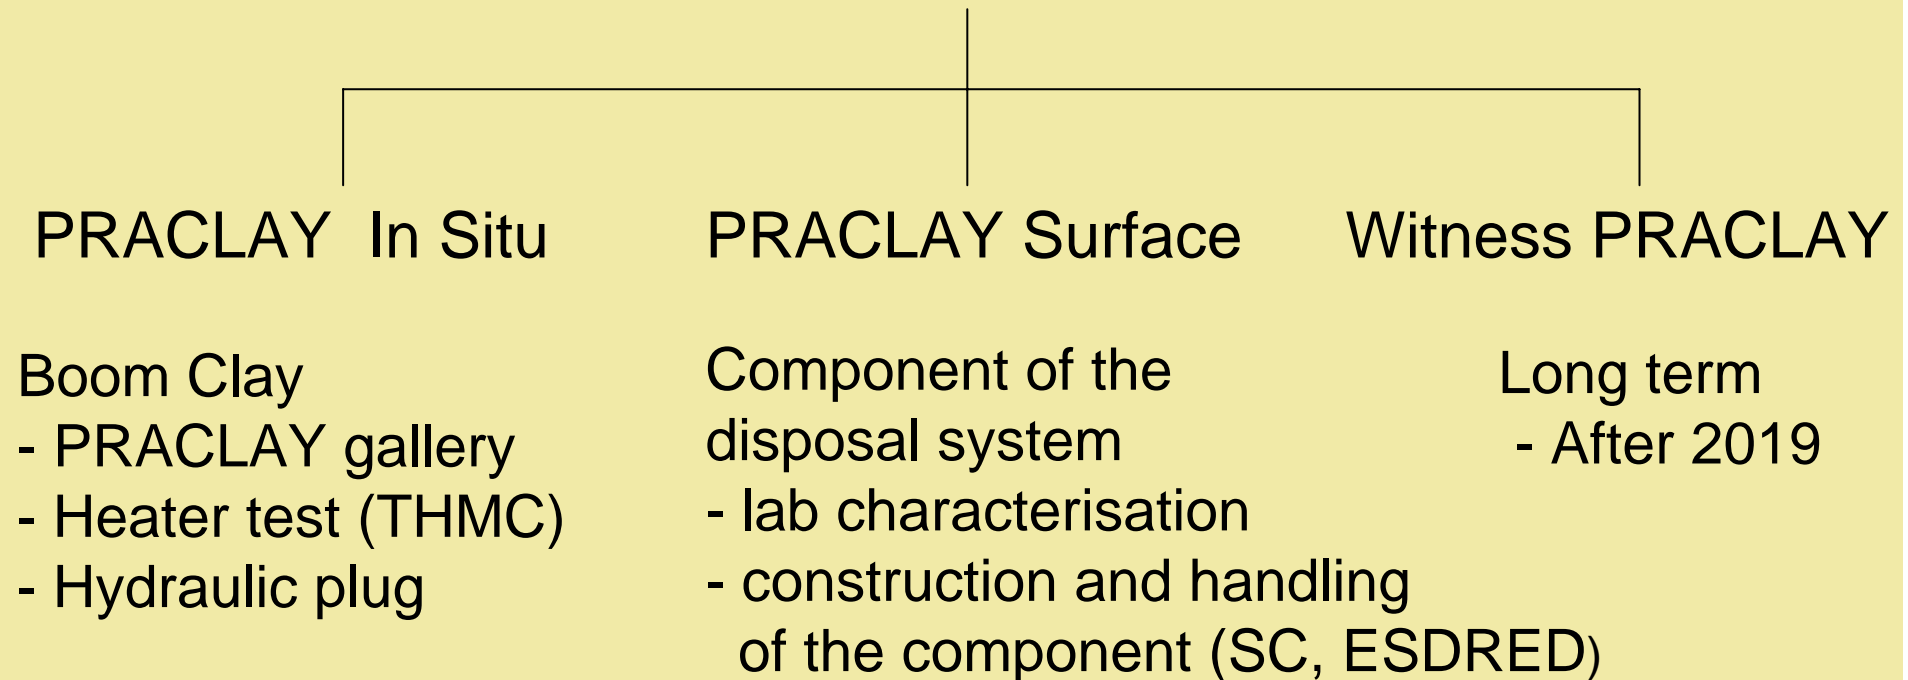 PRACLAY In Situ
Boom Clay
- PRACLAY gallery
- Heater test (THMC)
- Hydraulic plug
PRACLAY Surface
Component of the
disposal system
- lab characterisation
- construction and handling
of the component (SC, ESDRED)
Witness PRACLAY
Long term
- After 2019